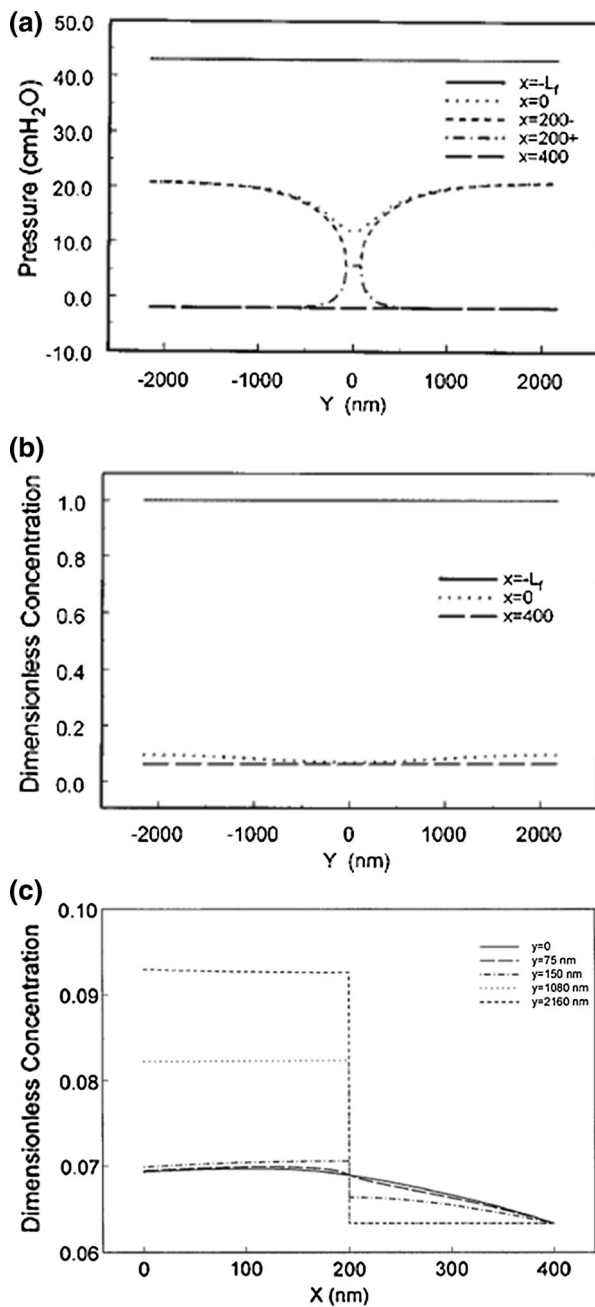 (a)
50.0
40.0
30.0
20.0
10.0
0.0
-10.0
Pressure (cmH₂O)
x=-Lf
x=0
x=200-
x=200+
x=400
-2000 -1000 0 1000 2000
Y (nm)
(b)
1.0
0.8
0.6
0.4
0.2
0.0
Dimensionless Concentration
x=-Lf
x=0
x=400
-2000 -1000 0 1000 2000
Y (nm)
(c)
0.10
0.09
0.08
0.07
0.06
Dimensionless Concentration
y=0
y=75 nm
y=150 nm
y=1080 nm
y=2160 nm
0 100 200 300 400
X (nm)